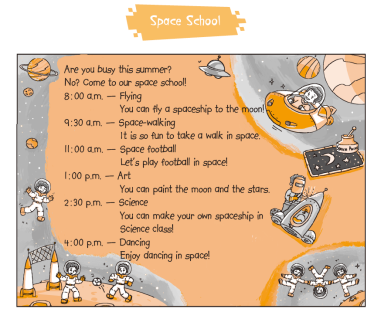 Space School
Are you busy this summer?
No? Come to our space school!
8:00 a.m. — Flying
You can fly a spaceship to the moon!
9:30 a.m. — Space-walking
It is so fun to take a walk in space.
11:00 a.m. — Space football
Let's play football in space!
1:00 p.m. — Art
You can paint the moon and the stars.
2:30 p.m. — Science
You can make your own spaceship in
Science class!
4:00 p.m. — Dancing
Enjoy dancing in space!